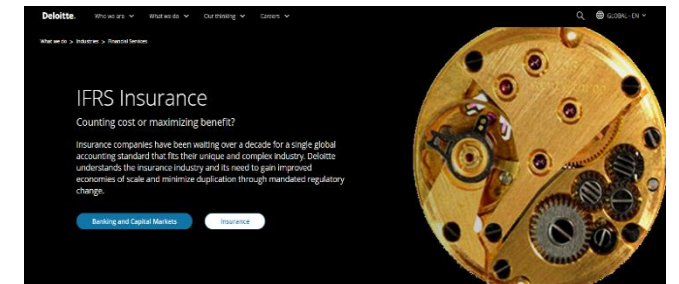 Deloitte. Who we are What we do Our thinking Careers GLOBAL-EN
What we do > Industries > Financial Services
IFRS Insurance
Counting cost or maximizing benefit?
Insurance companies have been waiting over a decade for a single global
accounting standard that fits their unique and complex industry. Deloitte
understands the insurance industry and its need to gain improved
economies of scale and minimize duplication through mandated regulatory
change.
Banking and Capital Markets Insurance